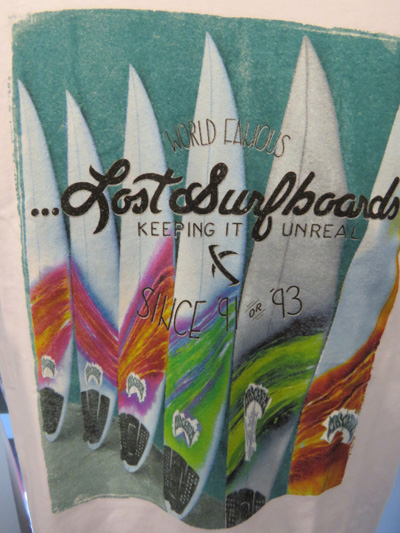 WORLD FAMOUS
...Lost Surfboards
KEEPING IT UNREAL
SINCE 91 OR '93